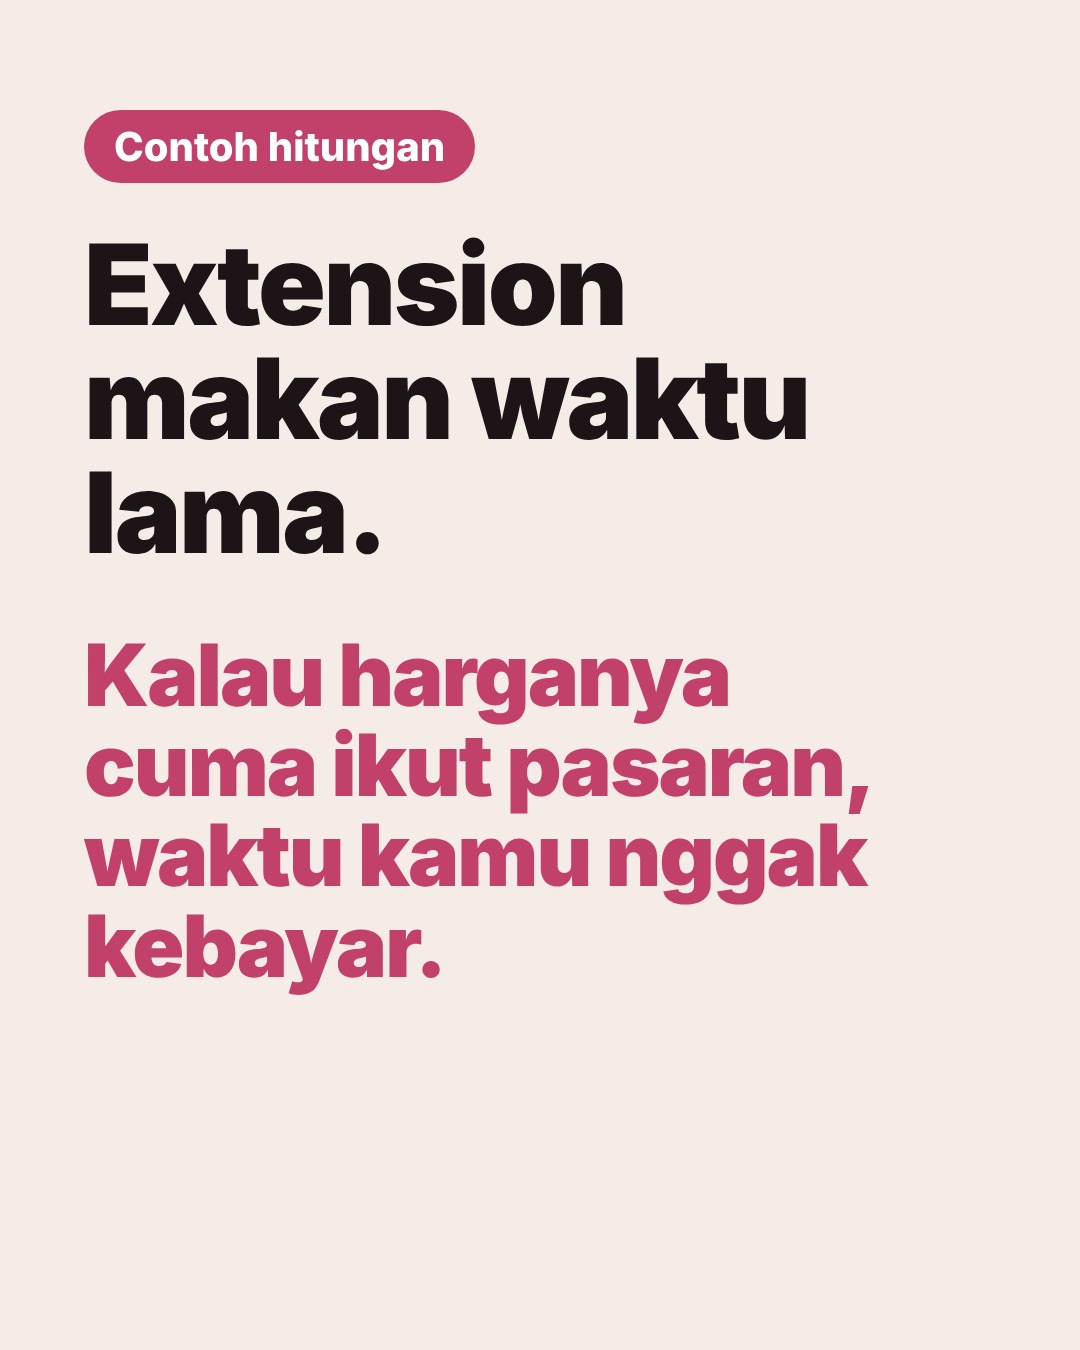 Contoh hitungan
Extension
makan waktu
lama.
Kalau harganya
cuma ikut pasaran,
waktu kamu nggak
kebayar.